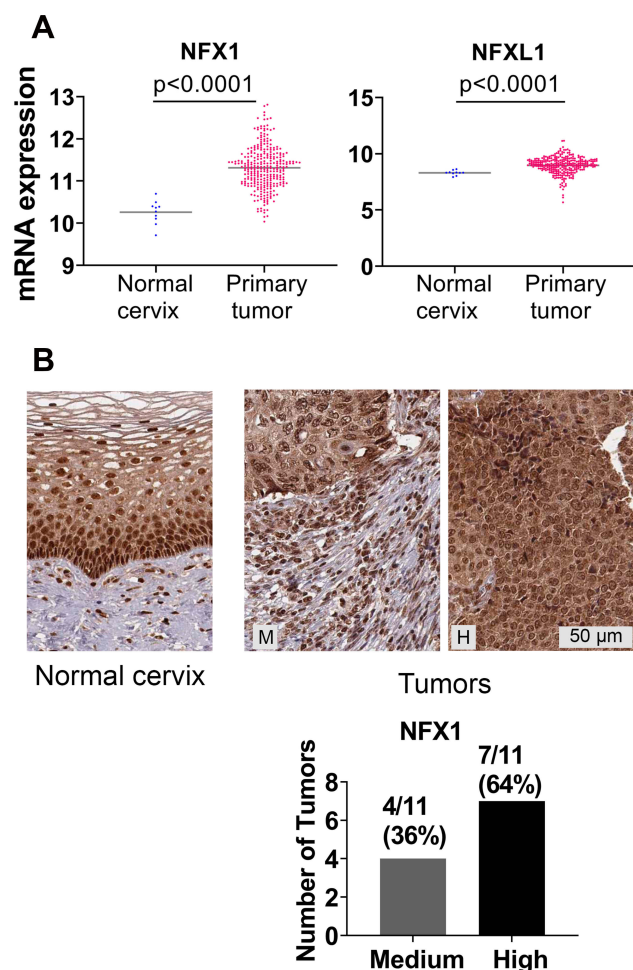 A
NFX1
p<0.0001
mRNA expression
13
12
11
10
9
Normal
cervix
Primary
tumor
NFXL1
p<0.0001
15
10
5
0
Normal
cervix
Primary
tumor
B
M
H
50 µm
Normal cervix
Tumors
NFX1
Number of Tumors
8
6
4
2
0
4/11
(36%)
7/11
(64%)
Medium
High